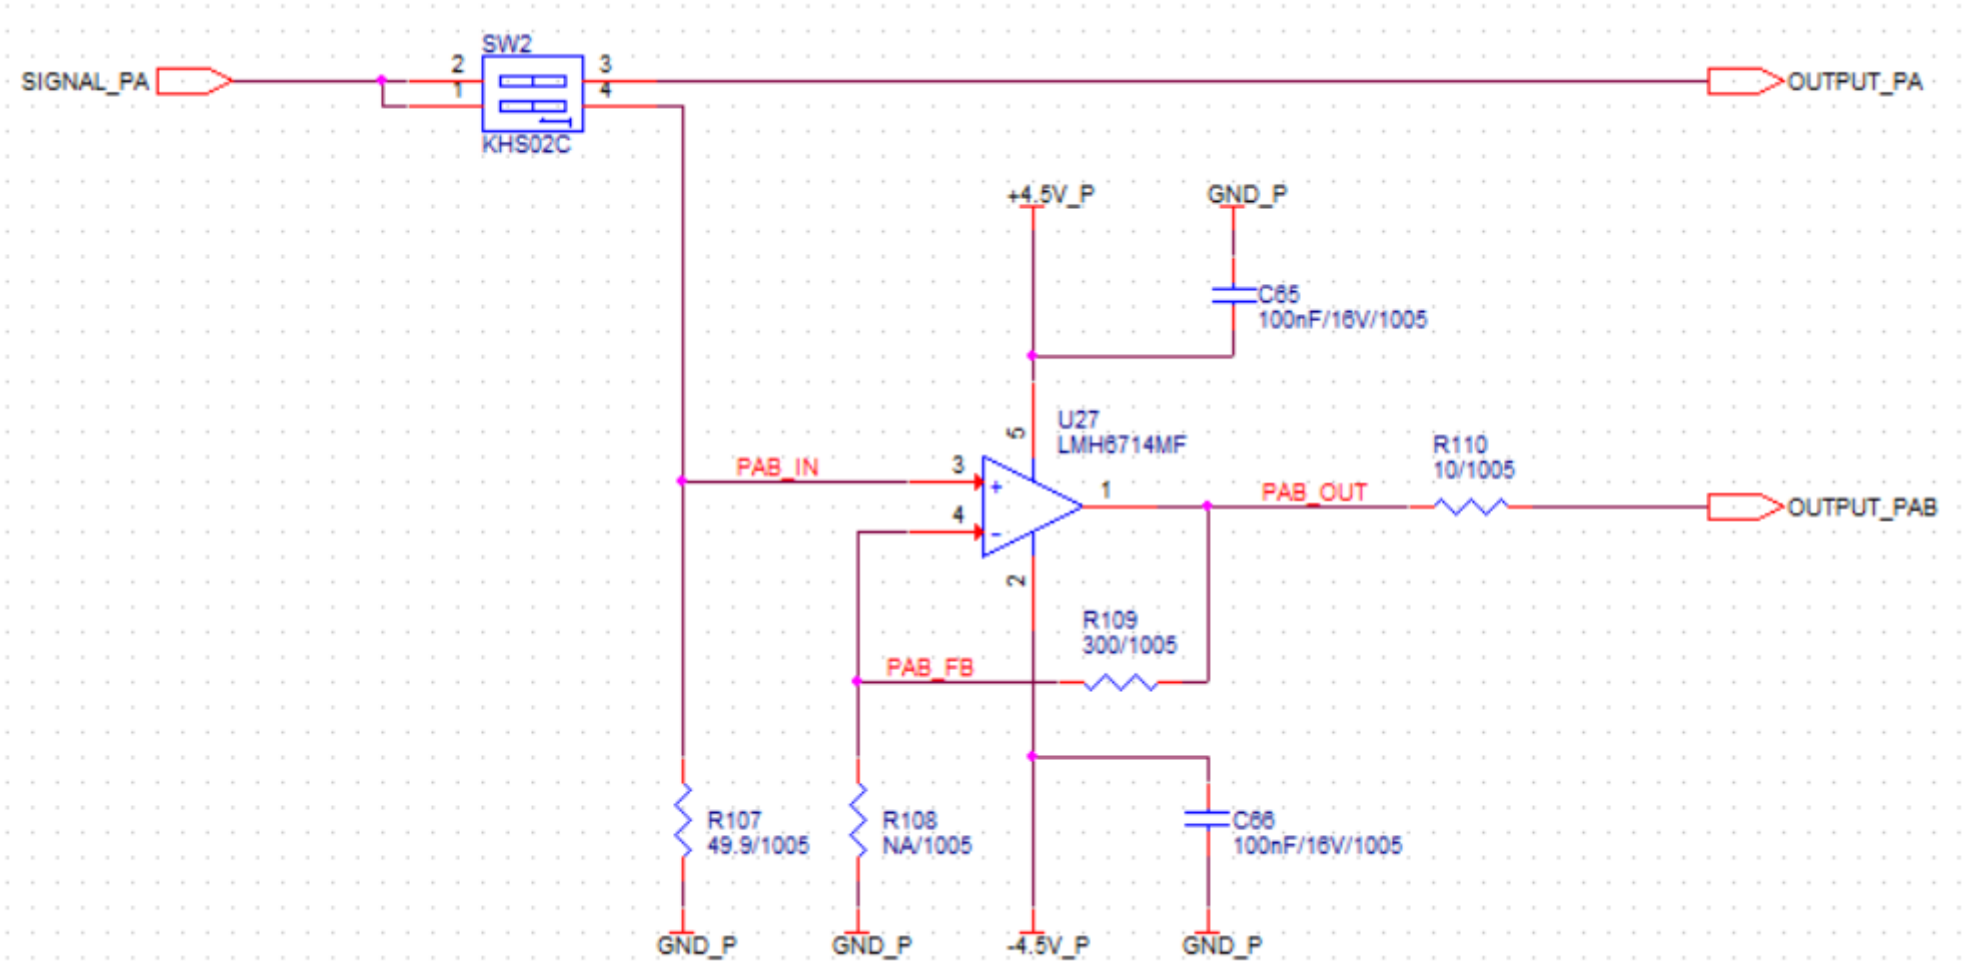 SW2
SIGNAL_PA
2
3
1
4
OUTPUT_PA
KHS02C
+4.5V_P
GND_P
C65
100nF/16V/1005
5
U27
LMH6714MF
R110
10/1005
PAB_IN
3
+
1
PAB_OUT
OUTPUT_PAB
4
-
2
R109
300/1005
PAB_FB
R107
49.9/1005
R108
NA/1005
C66
100nF/16V/1005
GND_P
GND_P
-4.5V_P
GND_P